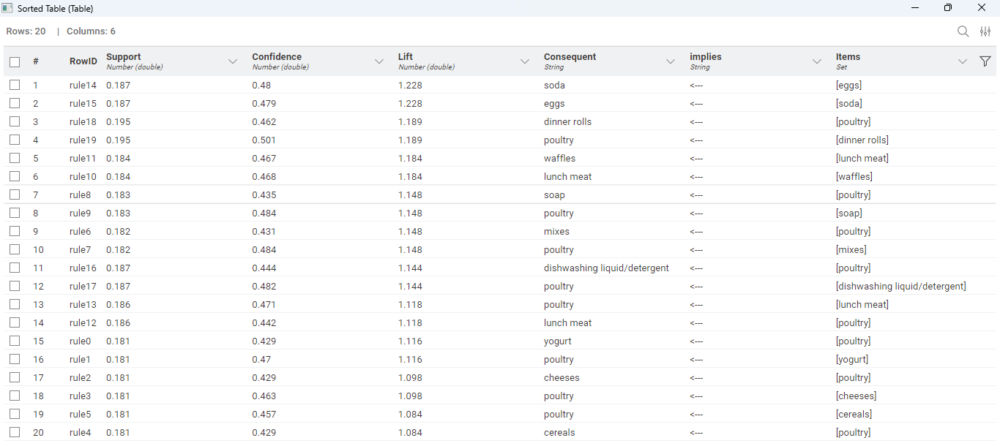 Sorted Table (Table)
Rows: 20 | Columns: 6
# RowID Support Confidence Lift Consequent implies Items
Number (double) Number (double) Number (double) String String Set
1 rule14 0.187 0.48 1.228 soda <--- [eggs]
2 rule15 0.187 0.479 1.228 eggs <--- [soda]
3 rule18 0.195 0.462 1.189 dinner rolls <--- [poultry]
4 rule19 0.195 0.501 1.189 poultry <--- [dinner rolls]
5 rule11 0.184 0.467 1.184 waffles <--- [lunch meat]
6 rule10 0.184 0.468 1.184 lunch meat <--- [waffles]
7 rule8 0.183 0.435 1.148 soap <--- [poultry]
8 rule9 0.183 0.484 1.148 poultry <--- [soap]
9 rule6 0.182 0.431 1.148 mixes <--- [poultry]
10 rule7 0.182 0.484 1.148 poultry <--- [mixes]
11 rule16 0.187 0.444 1.144 dishwashing liquid/detergent <--- [poultry]
12 rule17 0.187 0.482 1.144 poultry <--- [dishwashing liquid/detergent]
13 rule13 0.186 0.471 1.118 poultry <--- [lunch meat]
14 rule12 0.186 0.442 1.118 lunch meat <--- [poultry]
15 rule0 0.181 0.429 1.116 yogurt <--- [poultry]
16 rule1 0.181 0.47 1.116 poultry <--- [yogurt]
17 rule2 0.181 0.429 1.098 cheeses <--- [poultry]
18 rule3 0.181 0.463 1.098 poultry <--- [cheeses]
19 rule5 0.181 0.457 1.084 poultry <--- [cereals]
20 rule4 0.181 0.429 1.084 cereals <--- [poultry]